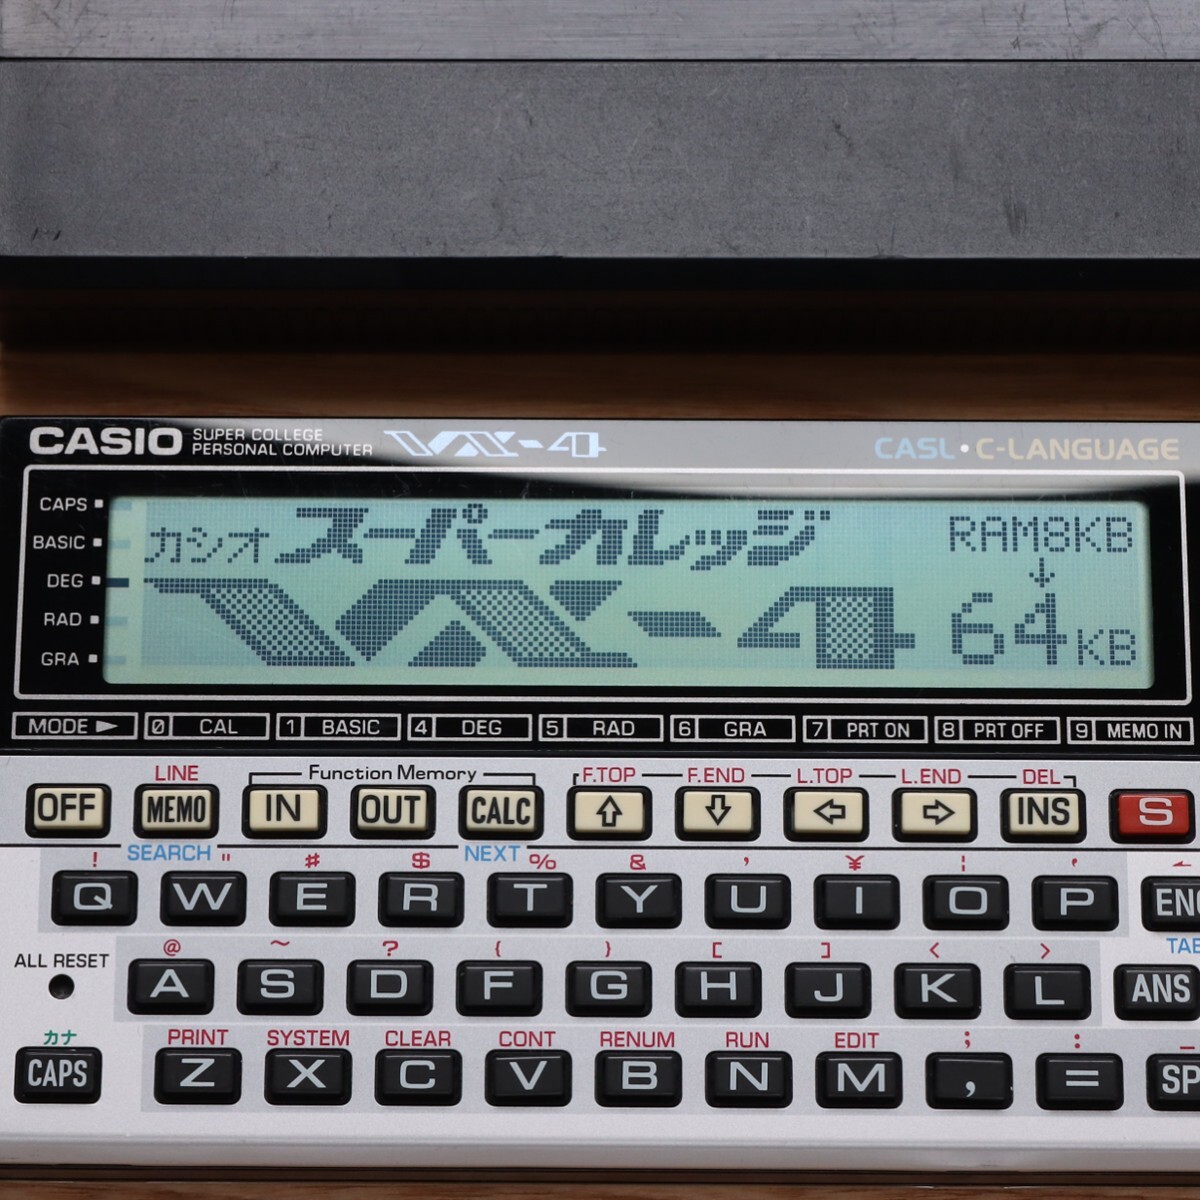 CASIO SUPER COLLEGE PERSONAL COMPUTER VX-4 CASL・C-LANGUAGE
CAPS
BASIC
DEG
RAD
GRA
カシオ スーパーカレッジ RAM8KB
↓
VX-4 64KB
MODE ► 0 CAL 1 BASIC 4 DEG 5 RAD 6 GRA 7 PRT ON 8 PRT OFF 9 MEMO IN
LINE Function Memory F.TOP F.END L.TOP L.END DEL
OFF MEMO IN OUT CALC ⇧ ⇩ ⇦ ⇨ INS S
! SEARCH " # $ NEXT % & ' ¥ ¦ ‛
Q W E R T Y U I O P
@ ~ ? { } [ ] < >
ALL RESET A S D F G H J K L ANS
カナ PRINT SYSTEM CLEAR CONT RENUM RUN EDIT ; : _
CAPS Z X C V B N M , =